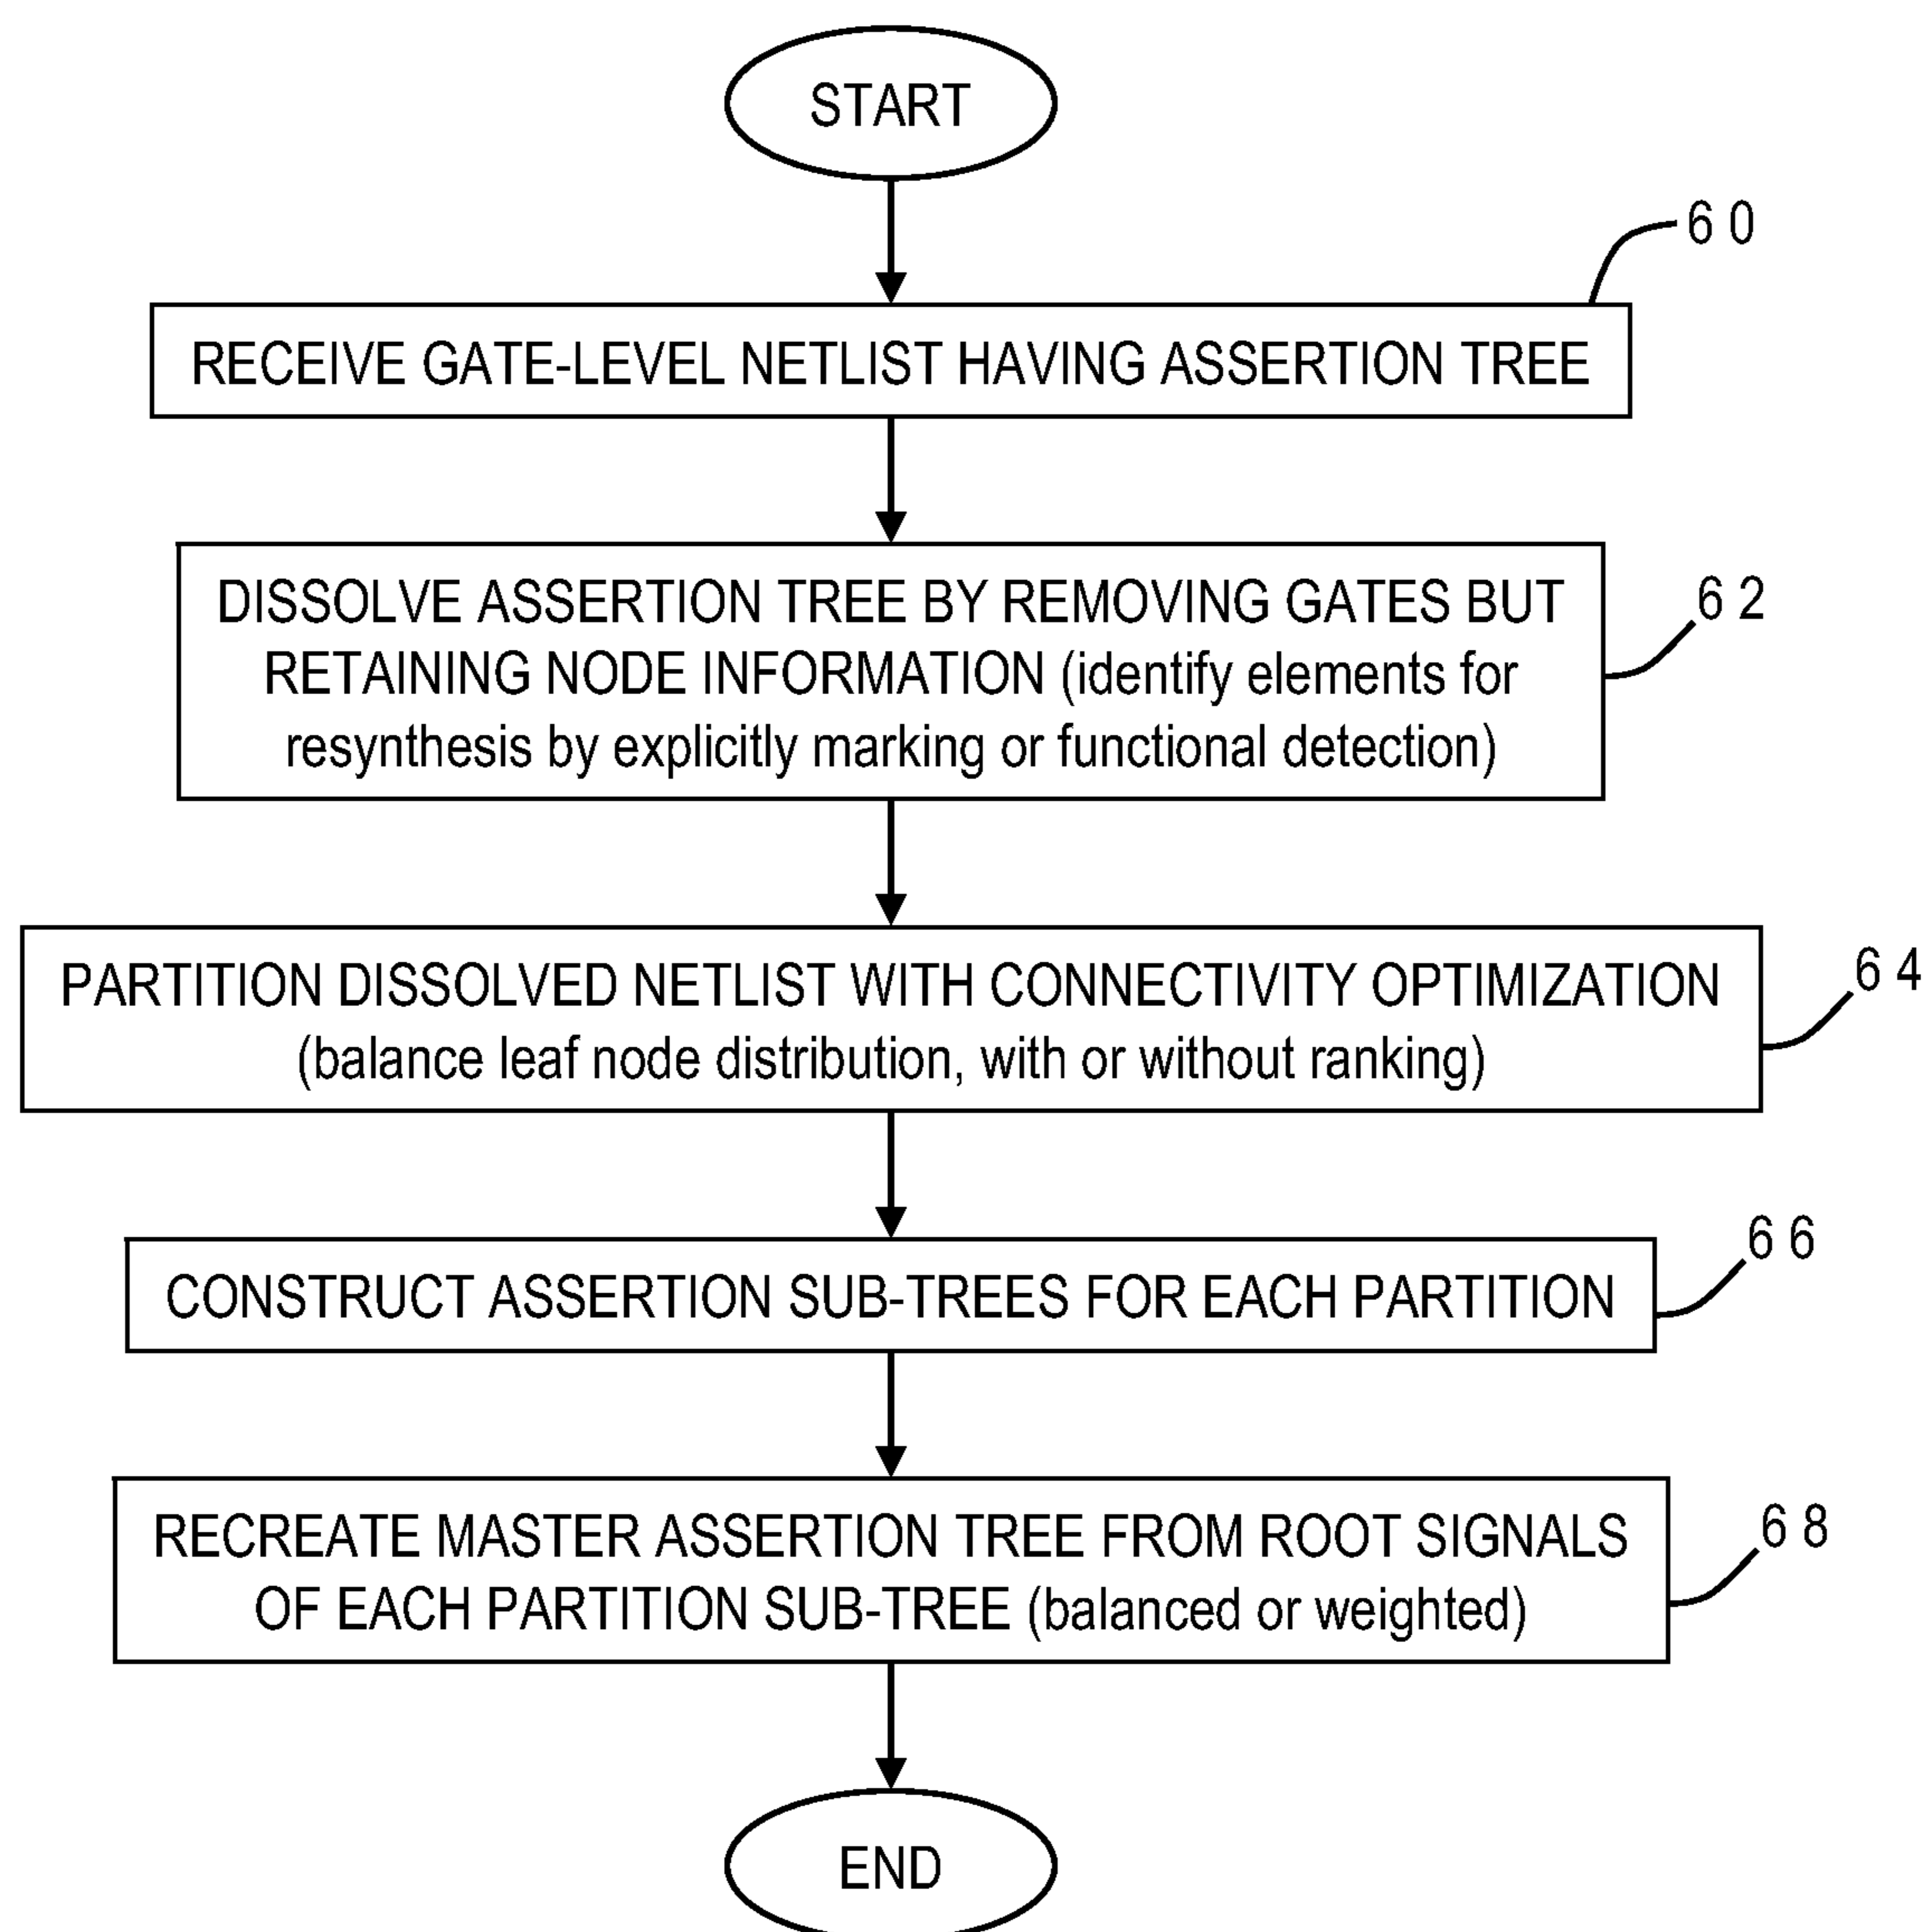 START
60
RECEIVE GATE-LEVEL NETLIST HAVING ASSERTION TREE
62
DISSOLVE ASSERTION TREE BY REMOVING GATES BUT
RETAINING NODE INFORMATION (identify elements for
resynthesis by explicitly marking or functional detection)
64
PARTITION DISSOLVED NETLIST WITH CONNECTIVITY OPTIMIZATION
(balance leaf node distribution, with or without ranking)
66
CONSTRUCT ASSERTION SUB-TREES FOR EACH PARTITION
68
RECREATE MASTER ASSERTION TREE FROM ROOT SIGNALS
OF EACH PARTITION SUB-TREE (balanced or weighted)
END